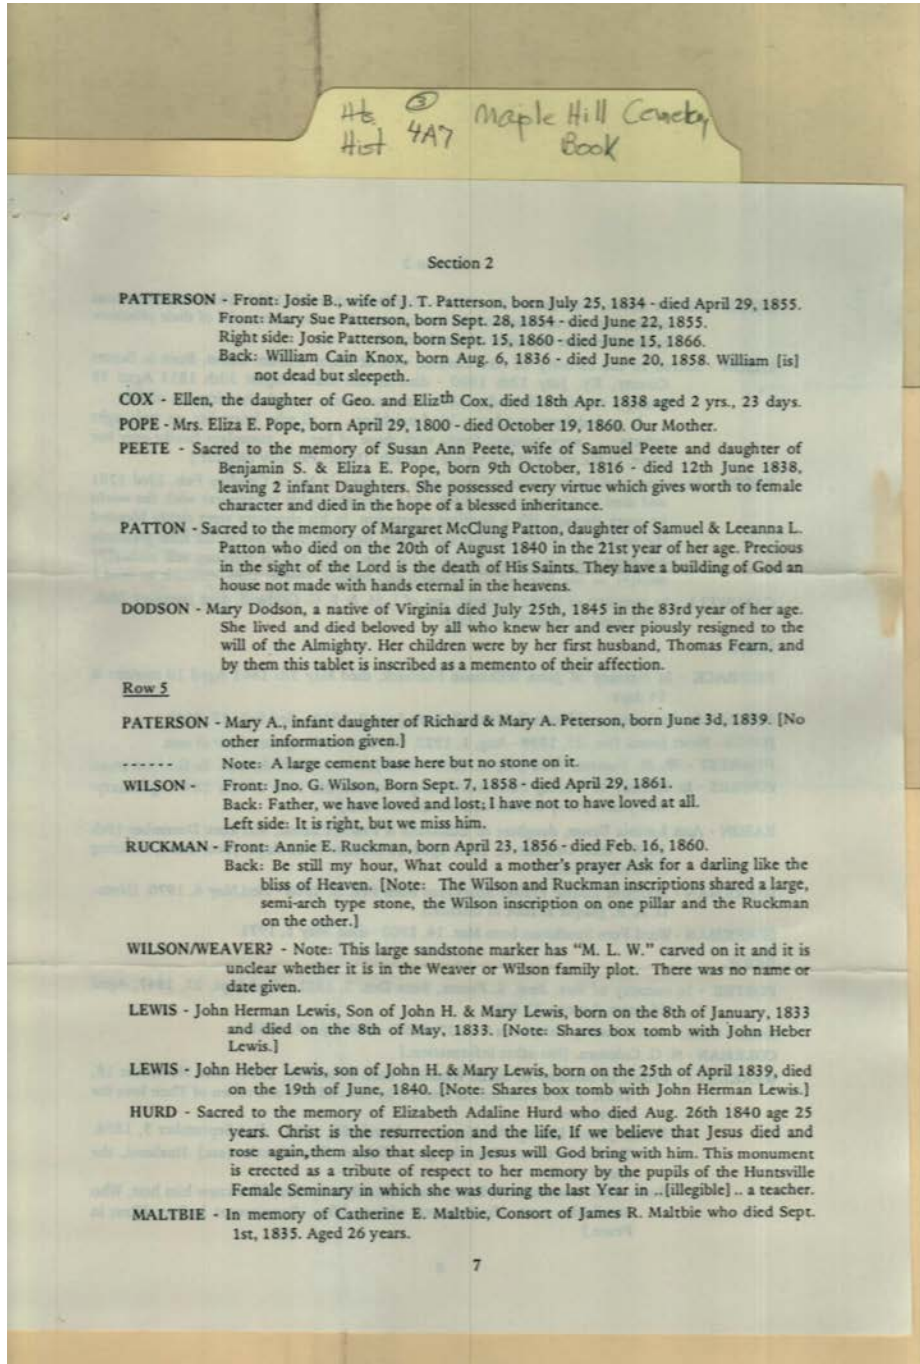 Hts. ③ Maple Hill Cemetery
Hist 4A7 Book
Section 2
PATTERSON - Front: Josie B., wife of J. T. Patterson, born July 25, 1834 - died April 29, 1855.
Front: Mary Sue Patterson, born Sept. 28, 1854 - died June 22, 1855.
Right side: Josie Patterson, born Sept. 15, 1860 - died June 15, 1866.
Back: William Cain Knox, born Aug. 6, 1836 - died June 20, 1858. William [is]
not dead but sleepeth.
COX - Ellen, the daughter of Geo. and Elizth Cox, died 18th Apr. 1838 aged 2 yrs., 23 days.
POPE - Mrs. Eliza E. Pope, born April 29, 1800 - died October 19, 1860. Our Mother.
PEETE - Sacred to the memory of Susan Ann Peete, wife of Samuel Peete and daughter of
Benjamin S. & Eliza E. Pope, born 9th October, 1816 - died 12th June 1838,
leaving 2 infant Daughters. She possessed every virtue which gives worth to female
character and died in the hope of a blessed inheritance.
PATTON - Sacred to the memory of Margaret McClung Patton, daughter of Samuel & Leeanna L.
Patton who died on the 20th of August 1840 in the 21st year of her age. Precious
in the sight of the Lord is the death of His Saints. They have a building of God an
house not made with hands eternal in the heavens.
DODSON - Mary Dodson, a native of Virginia died July 25th, 1845 in the 83rd year of her age.
She lived and died beloved by all who knew her and ever piously resigned to the
will of the Almighty. Her children were by her first husband, Thomas Fearn, and
by them this tablet is inscribed as a memento of their affection.
Row 5
PATERSON - Mary A., infant daughter of Richard & Mary A. Peterson, born June 3d, 1839. [No
other information given.]
------ Note: A large cement base here but no stone on it.
WILSON - Front: Jno. G. Wilson, Born Sept. 7, 1858 - died April 29, 1861.
Back: Father, we have loved and lost; I have not to have loved at all.
Left side: It is right, but we miss him.
RUCKMAN - Front: Annie E. Ruckman, born April 23, 1856 - died Feb. 16, 1860.
Back: Be still my hour, What could a mother's prayer Ask for a darling like the
bliss of Heaven. [Note: The Wilson and Ruckman inscriptions shared a large,
semi-arch type stone, the Wilson inscription on one pillar and the Ruckman
on the other.]
WILSON/WEAVER? - Note: This large sandstone marker has "M. L. W." carved on it and it is
unclear whether it is in the Weaver or Wilson family plot. There was no name or
date given.
LEWIS - John Herman Lewis, Son of John H. & Mary Lewis, born on the 8th of January, 1833
and died on the 8th of May, 1833. [Note: Shares box tomb with John Heber
Lewis.]
LEWIS - John Heber Lewis, son of John H. & Mary Lewis, born on the 25th of April 1839, died
on the 19th of June, 1840. [Note: Shares box tomb with John Herman Lewis.]
HURD - Sacred to the memory of Elizabeth Adaline Hurd who died Aug. 26th 1840 age 25
years. Christ is the resurrection and the life, If we believe that Jesus died and
rose again, them also that sleep in Jesus will God bring with him. This monument
is erected as a tribute of respect to her memory by the pupils of the Huntsville
Female Seminary in which she was during the last Year in ..[illegible] .. a teacher.
MALTBIE - In memory of Catherine E. Maltbie, Consort of James R. Maltbie who died Sept.
1st, 1835. Aged 26 years.
7